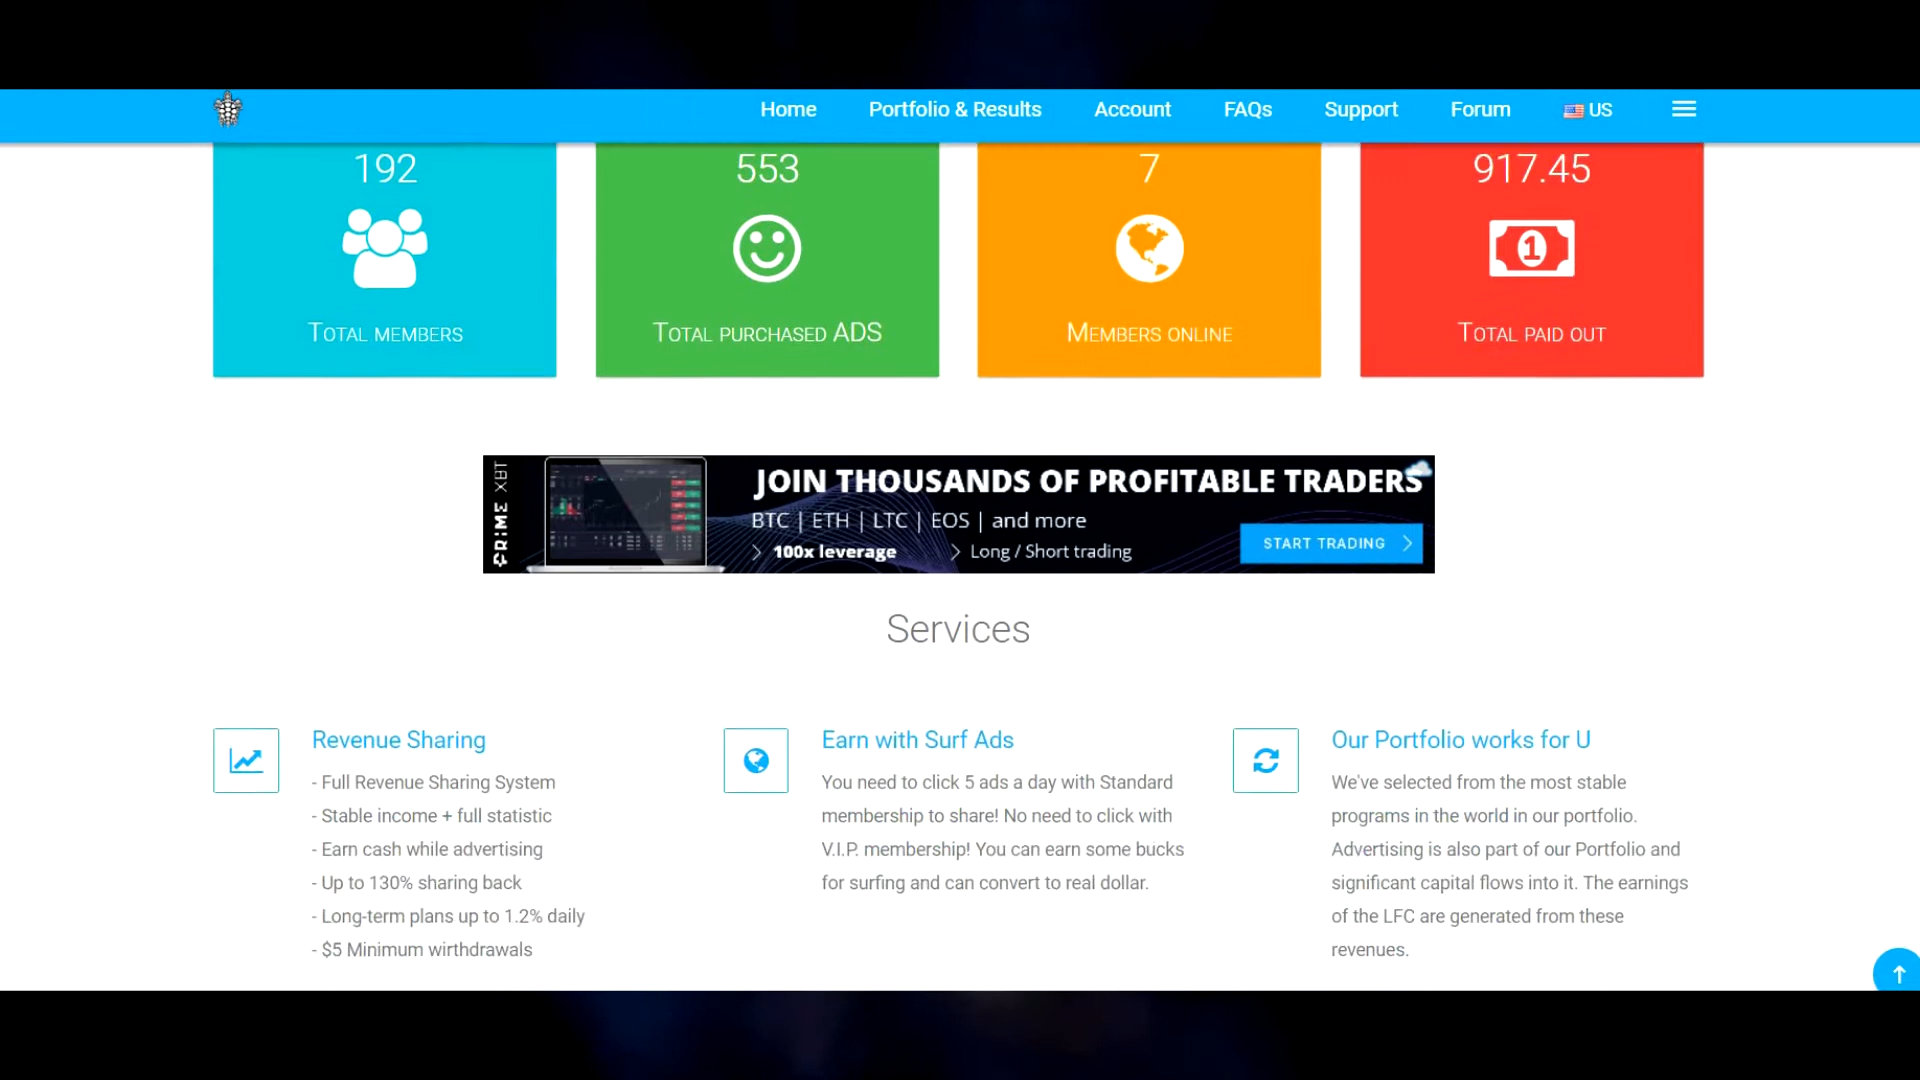 Home Portfolio & Results Account FAQs Support Forum US
192 553 7 917.45
1
TOTAL MEMBERS TOTAL PURCHASED ADS MEMBERS ONLINE TOTAL PAID OUT
PRIME XBT
JOIN THOUSANDS OF PROFITABLE TRADERS
BTC | ETH | LTC | EOS | and more
100x leverage Long / Short trading
START TRADING
Services
Revenue Sharing
- Full Revenue Sharing System
- Stable income + full statistic
- Earn cash while advertising
- Up to 130% sharing back
- Long-term plans up to 1.2% daily
- $5 Minimum wirthdrawals
Earn with Surf Ads
You need to click 5 ads a day with Standard
membership to share! No need to click with
V.I.P. membership! You can earn some bucks
for surfing and can convert to real dollar.
Our Portfolio works for U
We've selected from the most stable
programs in the world in our portfolio.
Advertising is also part of our Portfolio and
significant capital flows into it. The earnings
of the LFC are generated from these
revenues.